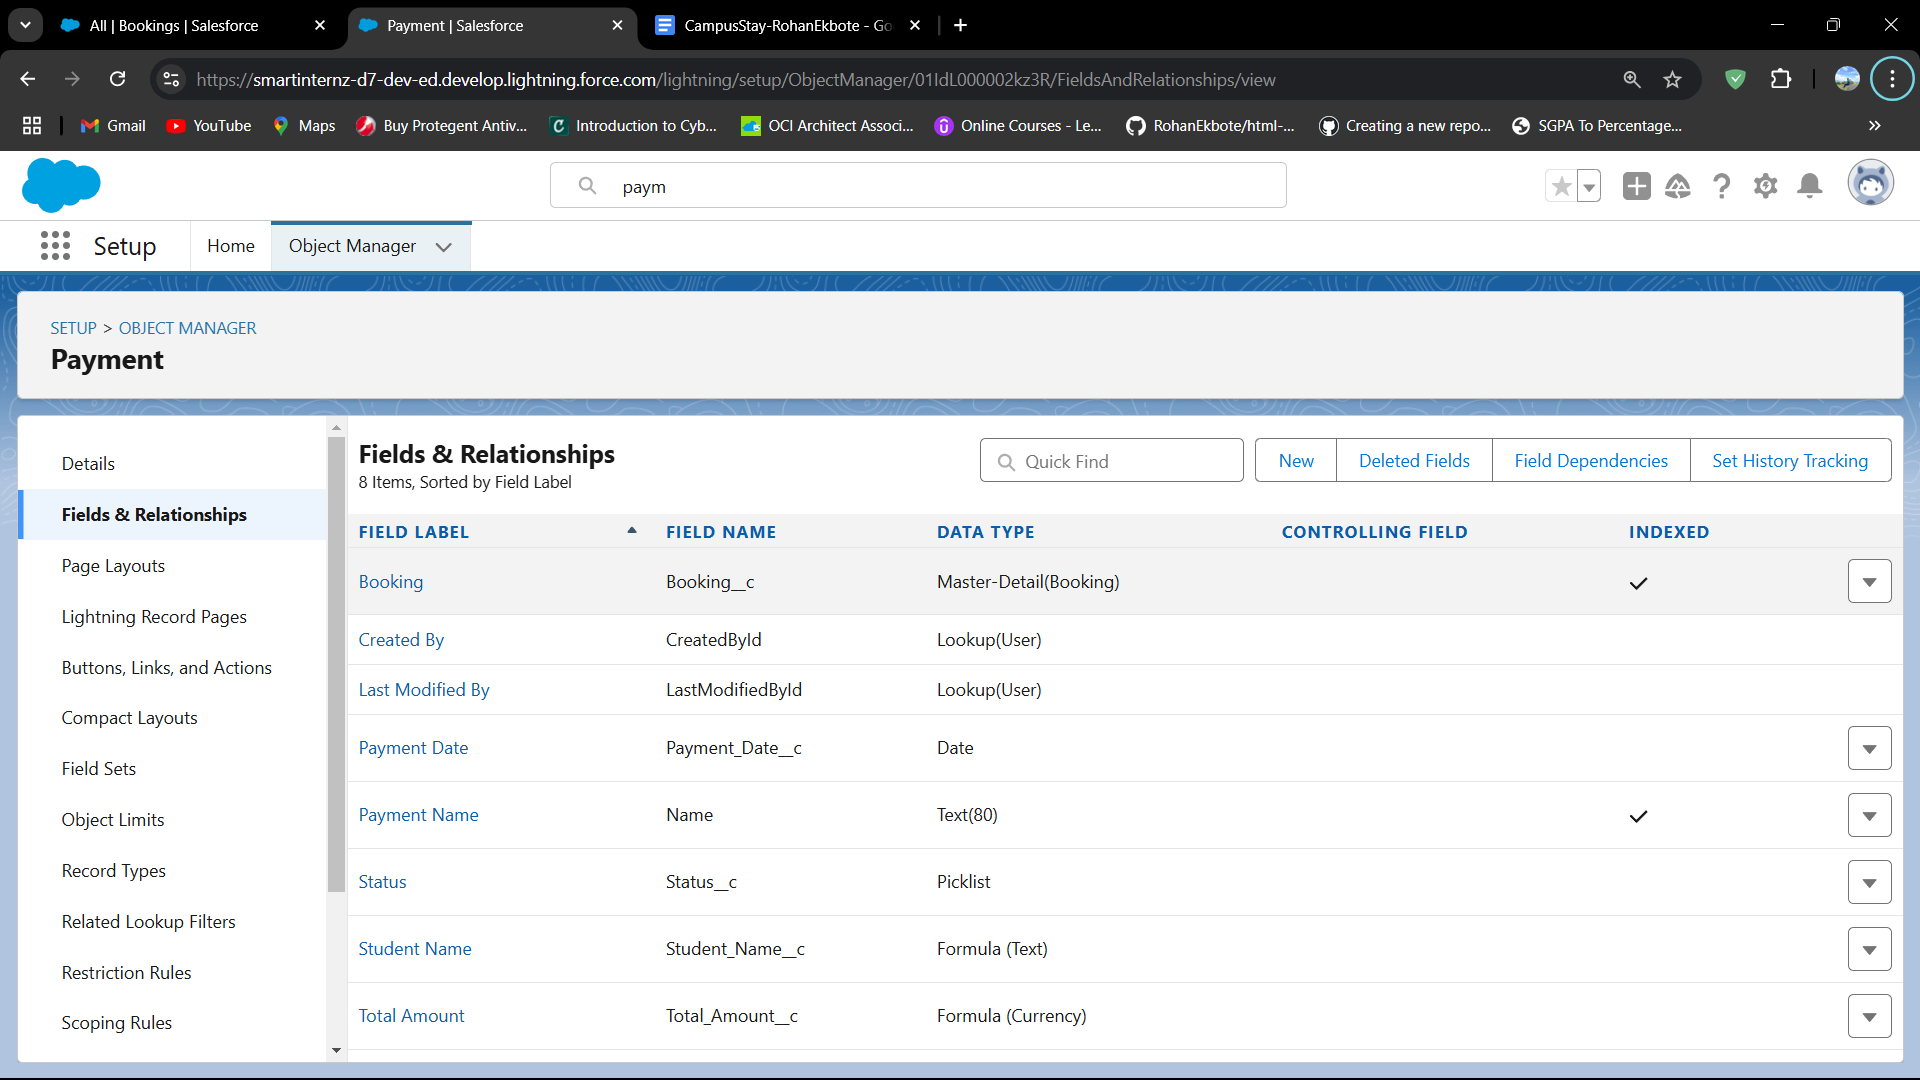 All | Bookings | Salesforce
Payment | Salesforce
CampusStay-RohanEkbote - Go
https://smartinternz-d7-dev-ed.develop.lightning.force.com/lightning/setup/ObjectManager/01IdL000002kz3R/FieldsAndRelationships/view
Gmail YouTube Maps Buy Protegent Antiv... Introduction to Cyb... OCI Architect Associ... Online Courses - Le... RohanEkbote/html-... Creating a new repo... SGPA To Percentage...
paym
Setup Home Object Manager
SETUP > OBJECT MANAGER
Payment
Details
Fields & Relationships
Page Layouts
Lightning Record Pages
Buttons, Links, and Actions
Compact Layouts
Field Sets
Object Limits
Record Types
Related Lookup Filters
Restriction Rules
Scoping Rules
Fields & Relationships
8 Items, Sorted by Field Label
Quick Find New Deleted Fields Field Dependencies Set History Tracking
FIELD LABEL FIELD NAME DATA TYPE CONTROLLING FIELD INDEXED
Booking Booking__c Master-Detail(Booking)
Created By CreatedById Lookup(User)
Last Modified By LastModifiedById Lookup(User)
Payment Date Payment_Date__c Date
Payment Name Name Text(80)
Status Status__c Picklist
Student Name Student_Name__c Formula (Text)
Total Amount Total_Amount__c Formula (Currency)